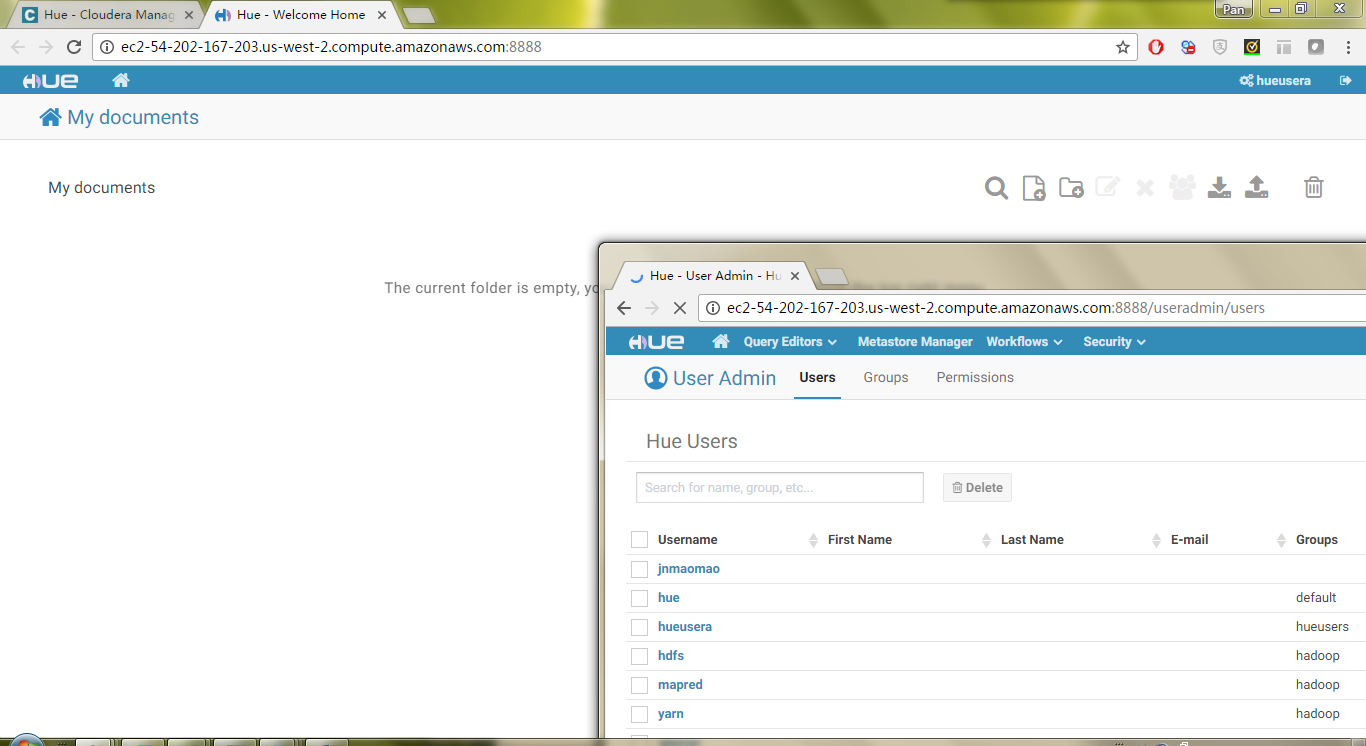 Hue - Cloudera Manag
Hue - Welcome Home
Pan
ec2-54-202-167-203.us-west-2.compute.amazonaws.com:8888
HUE
hueusera
My documents
My documents
The current folder is empty, yo
Hue - User Admin - Hu
ec2-54-202-167-203.us-west-2.compute.amazonaws.com:8888/useradmin/users
HUE Query Editors Metastore Manager Workflows Security
User Admin Users Groups Permissions
Hue Users
Search for name, group, etc... Delete
Username First Name Last Name E-mail Groups
jnmaomao
hue default
hueusera hueusers
hdfs hadoop
mapred hadoop
yarn hadoop